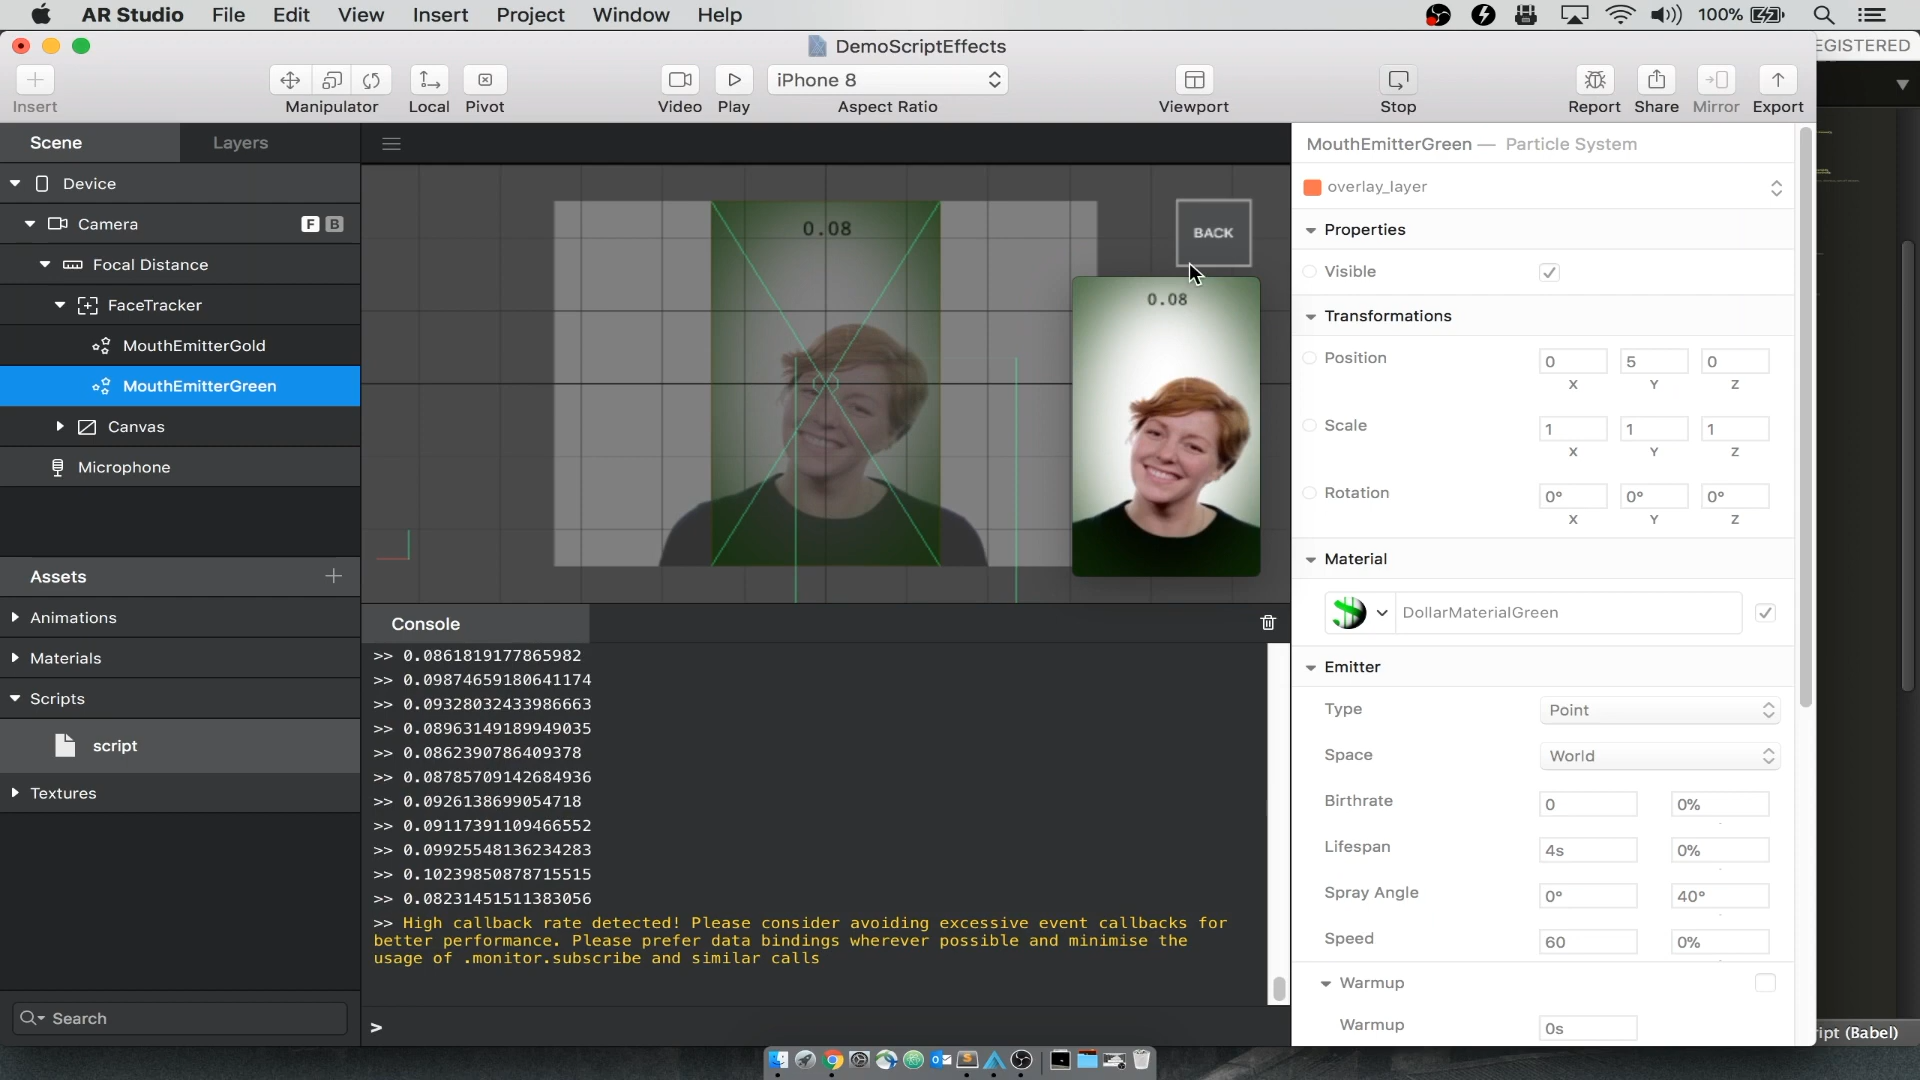 AR Studio File Edit View Insert Project Window Help 100%
DemoScriptEffects
EGISTERED
iPhone 8
Insert Manipulator Local Pivot Video Play Aspect Ratio Viewport Stop Report Share Mirror Export
Scene Layers
Device
Camera F B
Focal Distance
FaceTracker
MouthEmitterGold
MouthEmitterGreen
Canvas
Microphone
Assets
Animations
Materials
Scripts
script
Textures
Search
0.08
BACK
0.08
Console
>> 0.0861819177865982
>> 0.09874659180641174
>> 0.09328032433986663
>> 0.08963149189949035
>> 0.0862390786409378
>> 0.08785709142684936
>> 0.0926138699054718
>> 0.09117391109466552
>> 0.09925548136234283
>> 0.10239850878715515
>> 0.08231451511383056
>> High callback rate detected! Please consider avoiding excessive event callbacks for
better performance. Please prefer data bindings wherever possible and minimise the
usage of .monitor.subscribe and similar calls
>
MouthEmitterGreen — Particle System
overlay_layer
Properties
Visible
Transformations
Position 0 5 0
X Y Z
Scale 1 1 1
X Y Z
Rotation 0° 0° 0°
X Y Z
Material
DollarMaterialGreen
Emitter
Type Point
Space World
Birthrate 0 0%
Lifespan 4s 0%
Spray Angle 0° 40°
Speed 60 0%
Warmup
Warmup 0s
ript (Babel)